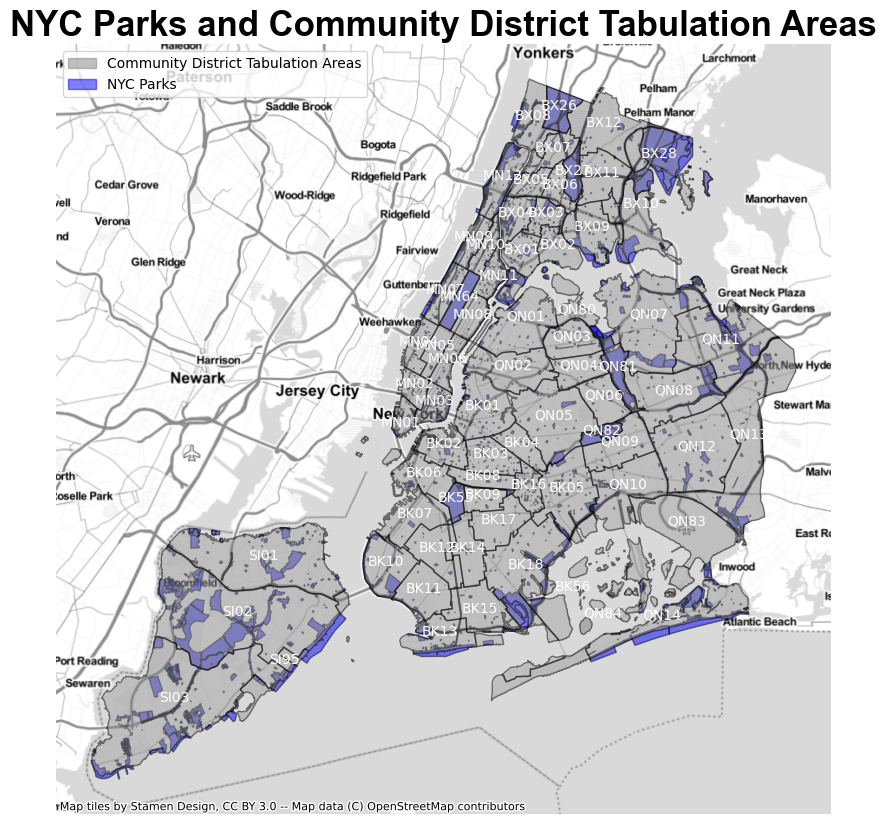 NYC Parks and Community District Tabulation Areas
Community District Tabulation Areas
NYC Parks
Yonkers
Larchmont
Haledon
Paterson
Totowa
Pelham
Saddle Brook
BX08
BX26
Pelham Manor
BX12
Bogota
BX07
BX28
Ridgefield Park
MN12
BX05
BX27
BX11
BX06
Cedar Grove
Wood-Ridge
Manorhaven
Verona
Ridgefield
BX04
BX03
BX10
Fairview
MN09
MN10
BX01
BX02
BX09
Glen Ridge
Great Neck
MN11
Guttenberg
MN07
MN64
Great Neck Plaza
University Gardens
Weehawken
MN08
QN01
QN80
QN07
MN04
MN05
QN03
QN11
Harrison
MN06
QN02
QN04
QN81
North New Hyde
Newark
Jersey City
MN02
MN03
BK01
QN06
QN08
Stewart Ma
New York
MN01
QN05
QN82
QN09
QN12
QN13
BK02
BK04
BK03
BK06
BK08
BK16
BK05
QN10
Roselle Park
BK55
BK09
BK07
BK17
QN83
BK12
BK14
BK10
BK18
East Ro
SI01
Inwood
Bloomfield
BK11
BK56
SI02
BK15
QN84
QN14
Atlantic Beach
BK13
Port Reading
SI95
Sewaren
SI03
Map tiles by Stamen Design, CC BY 3.0 -- Map data (C) OpenStreetMap contributors